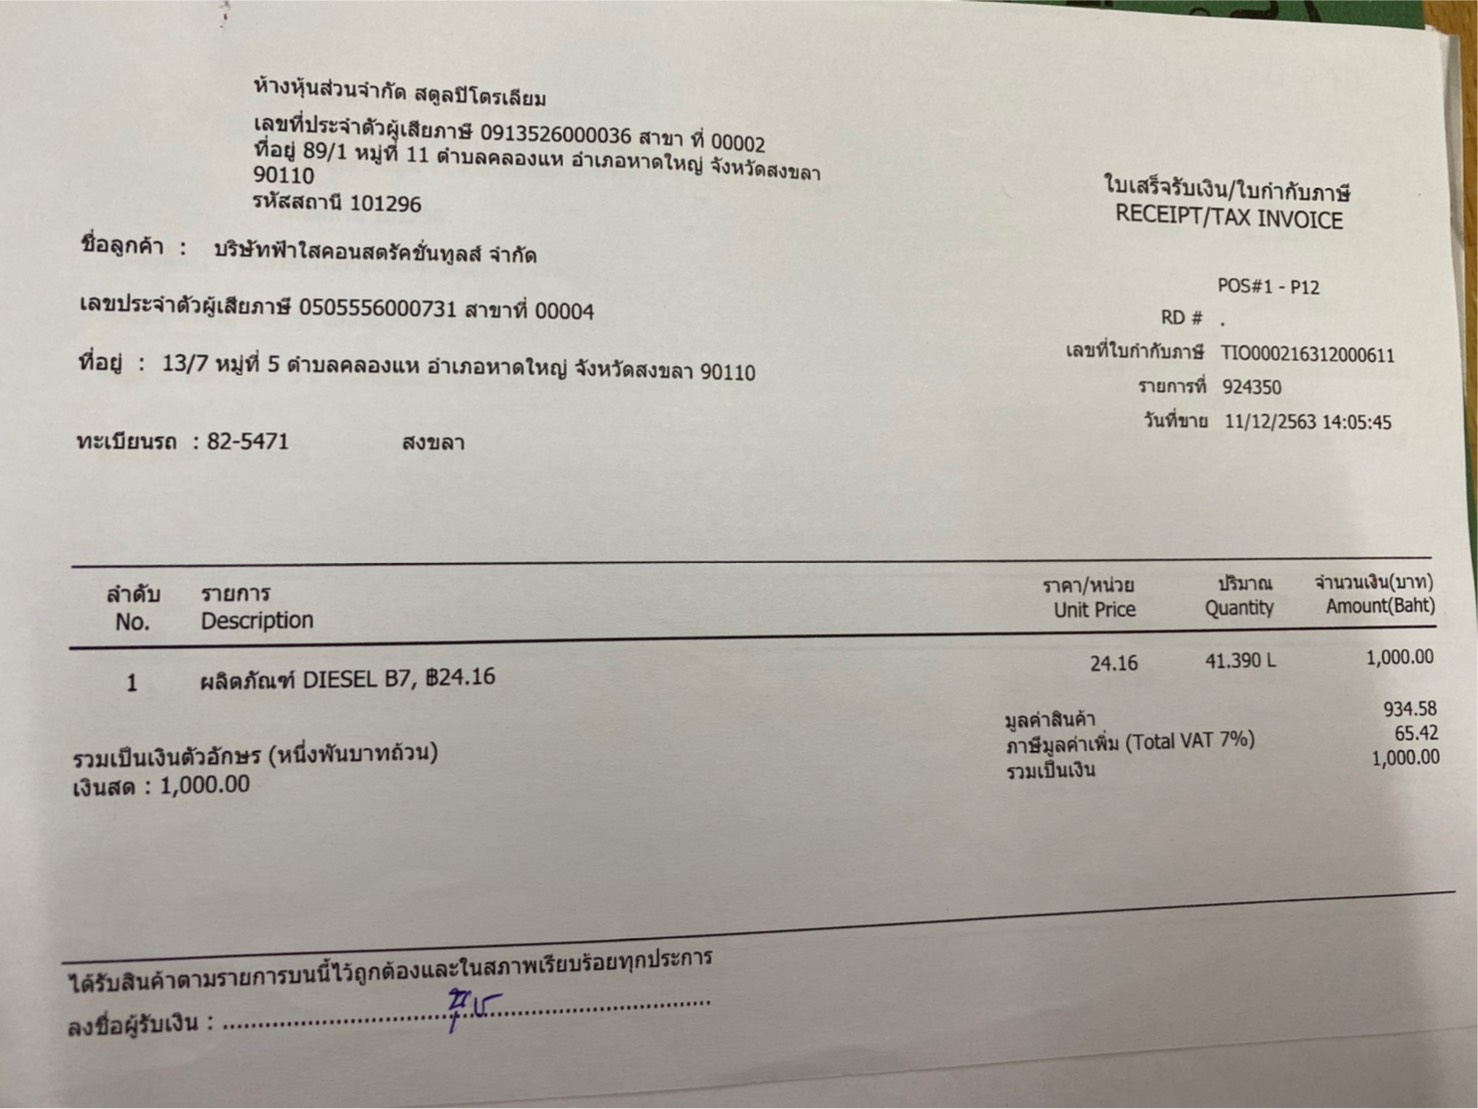 ห้างหุ้นส่วนจำกัด สตูลปิโตรเลียม
เลขที่ประจำตัวผู้เสียภาษี 0913526000036 สาขา ที่ 00002
ที่อยู่ 89/1 หมู่ที่ 11 ตำบลคลองแห อำเภอหาดใหญ่ จังหวัดสงขลา
90110
รหัสสถานี 101296
ใบเสร็จรับเงิน/ใบกำกับภาษี
RECEIPT/TAX INVOICE
ชื่อลูกค้า : บริษัทฟ้าใสคอนสตรัคชั่นทูลส์ จำกัด
เลขประจำตัวผู้เสียภาษี 0505556000731 สาขาที่ 00004
ที่อยู่ : 13/7 หมู่ที่ 5 ตำบลคลองแห อำเภอหาดใหญ่ จังหวัดสงขลา 90110
ทะเบียนรถ : 82-5471 สงขลา
POS#1 - P12
RD # .
เลขที่ใบกำกับภาษี TIO000216312000611
รายการที่ 924350
วันที่ขาย 11/12/2563 14:05:45
ลำดับ รายการ ราคา/หน่วย ปริมาณ จำนวนเงิน(บาท)
No. Description Unit Price Quantity Amount(Baht)
1 ผลิตภัณฑ์ DIESEL B7, ฿24.16 24.16 41.390 L 1,000.00
มูลค่าสินค้า 934.58
ภาษีมูลค่าเพิ่ม (Total VAT 7%) 65.42
รวมเป็นเงิน 1,000.00
รวมเป็นเงินตัวอักษร (หนึ่งพันบาทถ้วน)
เงินสด : 1,000.00
ได้รับสินค้าตามรายการบนนี้ไว้ถูกต้องและในสภาพเรียบร้อยทุกประการ
ลงชื่อผู้รับเงิน : ........................................................